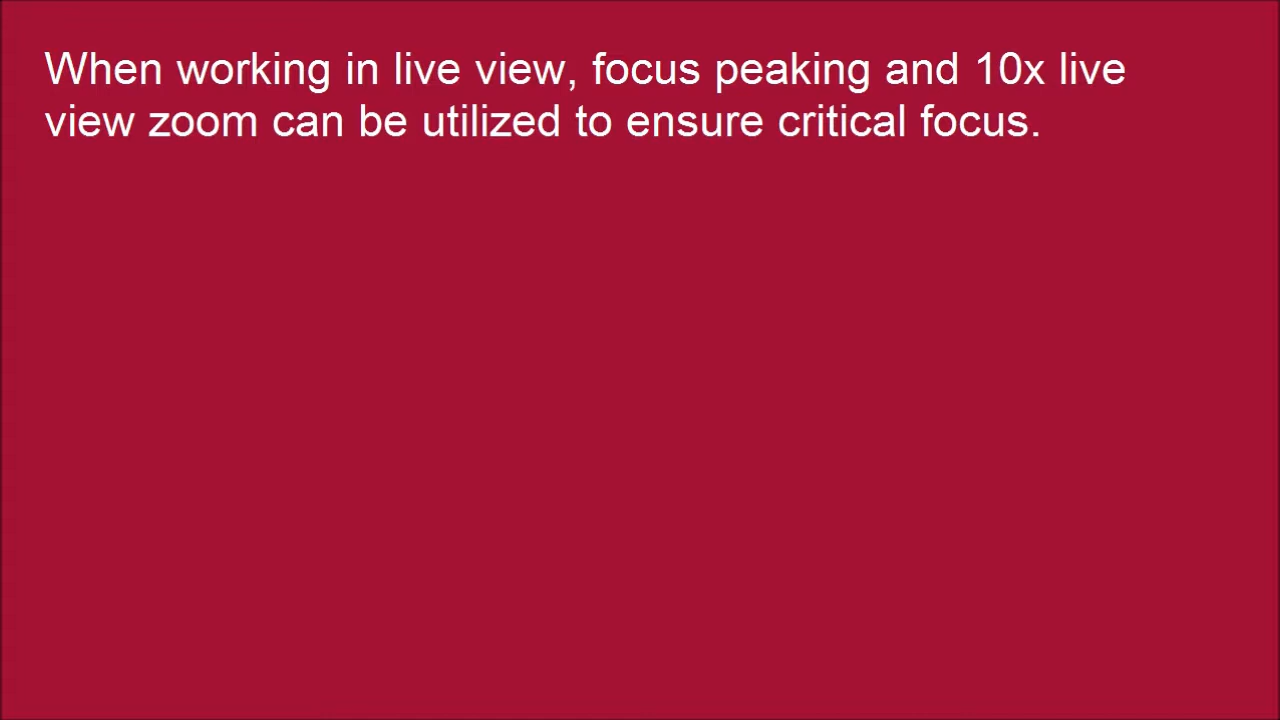 When working in live view, focus peaking and 10x live
view zoom can be utilized to ensure critical focus.